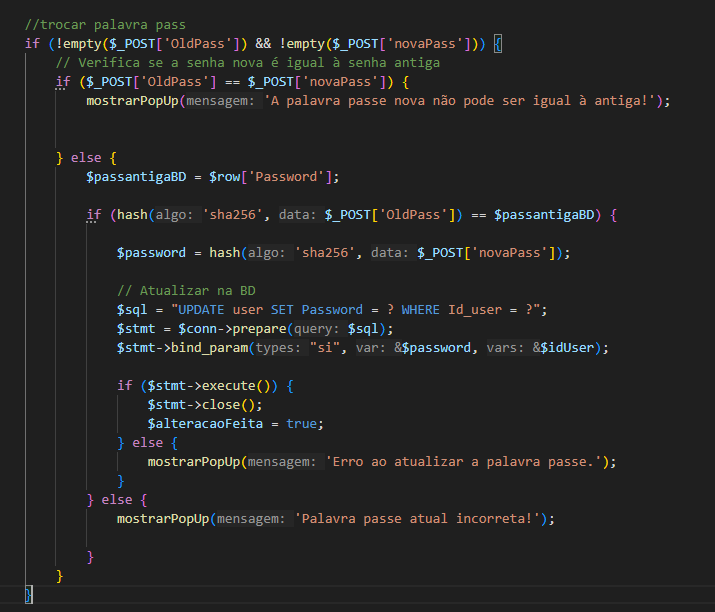 //trocar palavra pass
if (!empty($_POST['OldPass']) && !empty($_POST['novaPass'])) {
// Verifica se a senha nova é igual à senha antiga
if ($_POST['OldPass'] == $_POST['novaPass']) {
mostrarPopUp(mensagem: 'A palavra passe nova não pode ser igual à antiga!');
} else {
$passantigaBD = $row['Password'];
if (hash(algo: 'sha256', data: $_POST['OldPass']) == $passantigaBD) {
$password = hash(algo: 'sha256', data: $_POST['novaPass']);
// Atualizar na BD
$sql = "UPDATE user SET Password = ? WHERE Id_user = ?";
$stmt = $conn->prepare(query: $sql);
$stmt->bind_param(types: "si", var: &$password, vars: &$idUser);
if ($stmt->execute()) {
$stmt->close();
$alteracaoFeita = true;
} else {
mostrarPopUp(mensagem: 'Erro ao atualizar a palavra passe.');
}
} else {
mostrarPopUp(mensagem: 'Palavra passe atual incorreta!');
}
}
}